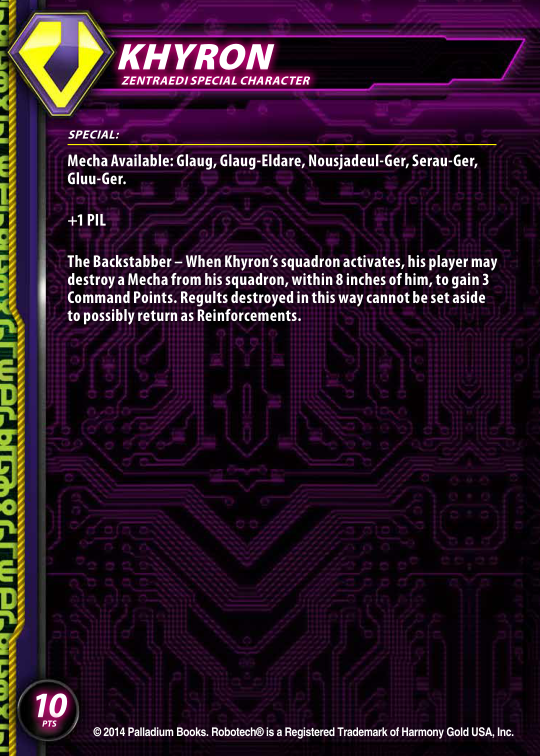 KHYRON
ZENTRAEDI SPECIAL CHARACTER
SPECIAL:
Mecha Available: Glaug, Glaug-Eldare, Nousjadeul-Ger, Serau-Ger,
Gluu-Ger.
+1 PIL
The Backstabber – When Khyron's squadron activates, his player may
destroy a Mecha from his squadron, within 8 inches of him, to gain 3
Command Points. Regults destroyed in this way cannot be set aside
to possibly return as Reinforcements.
10
PTS
© 2014 Palladium Books. Robotech® is a Registered Trademark of Harmony Gold USA, Inc.